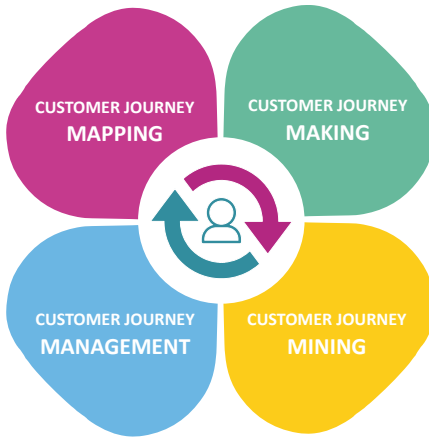 CUSTOMER JOURNEY
MAPPING
CUSTOMER JOURNEY
MAKING
CUSTOMER JOURNEY
MANAGEMENT
CUSTOMER JOURNEY
MINING